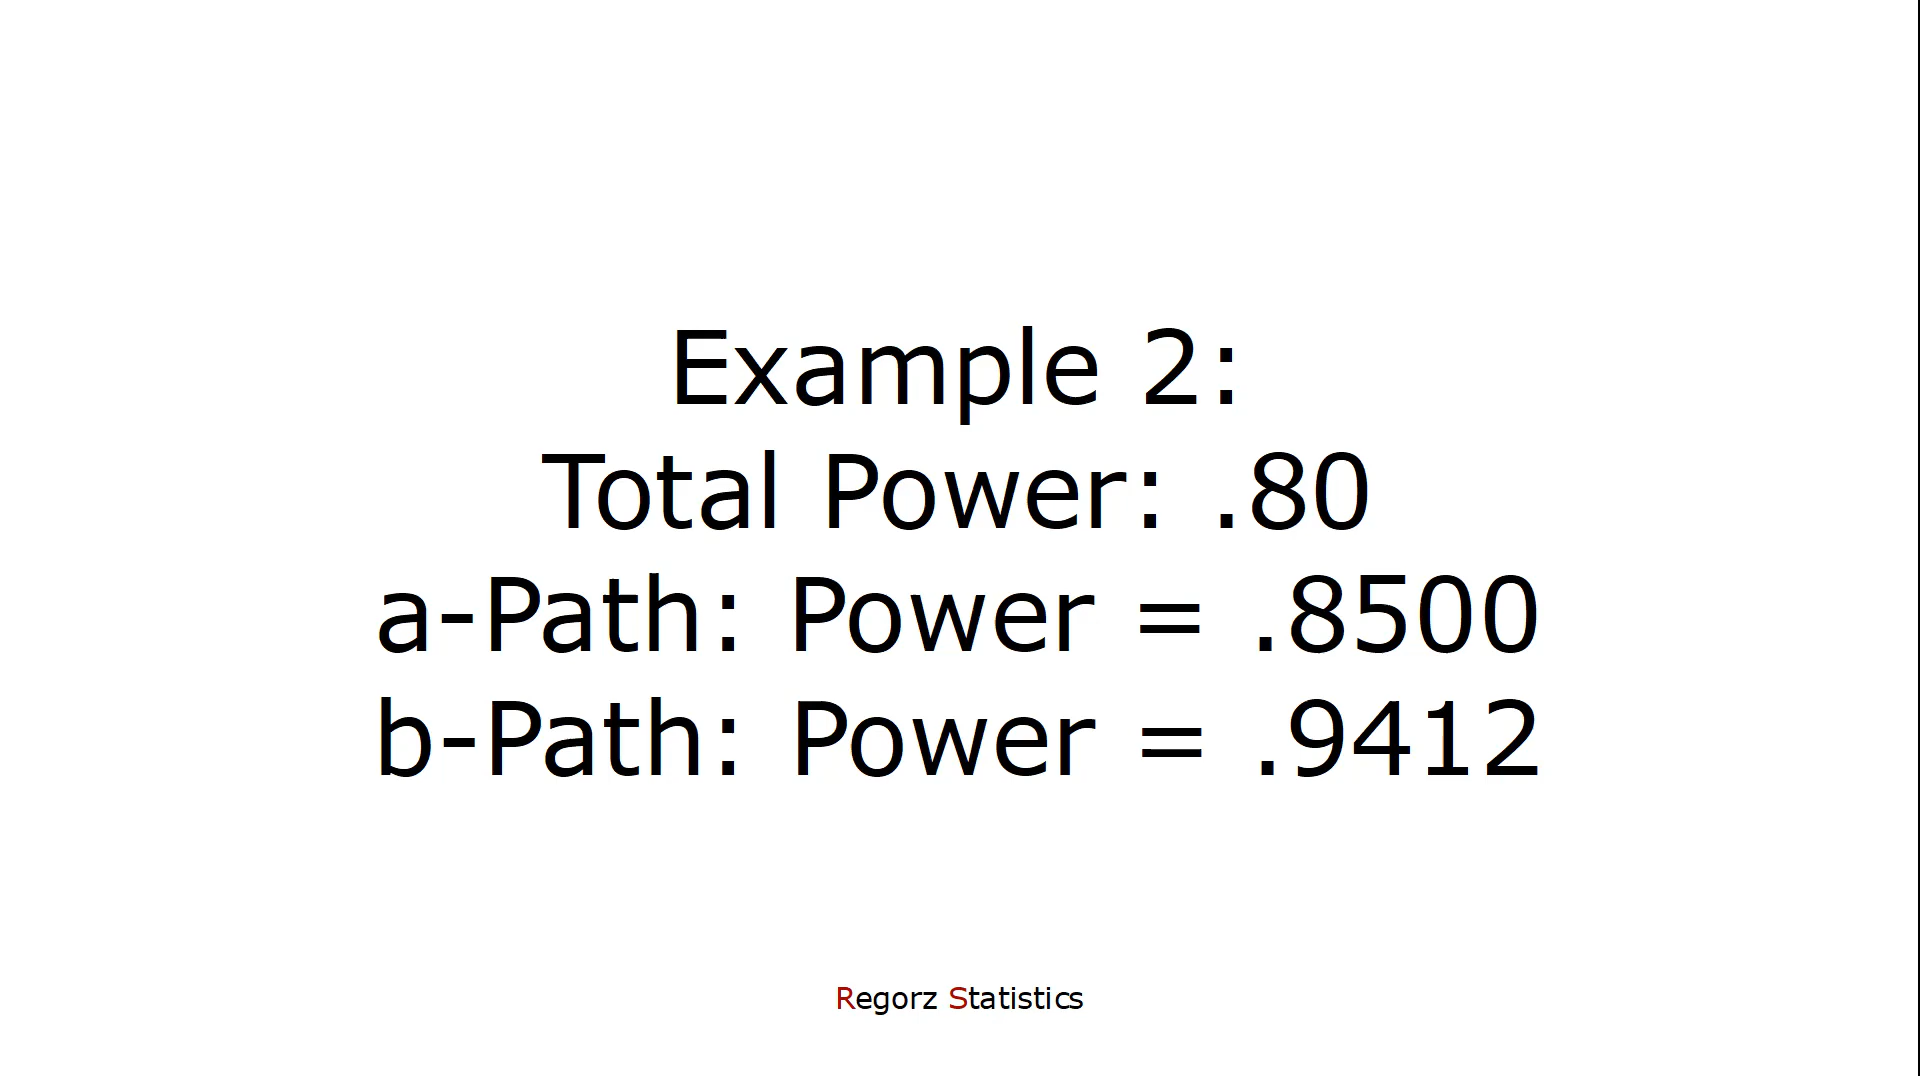 Example 2:
Total Power: .80
a-Path: Power = .8500
b-Path: Power = .9412
Regorz Statistics